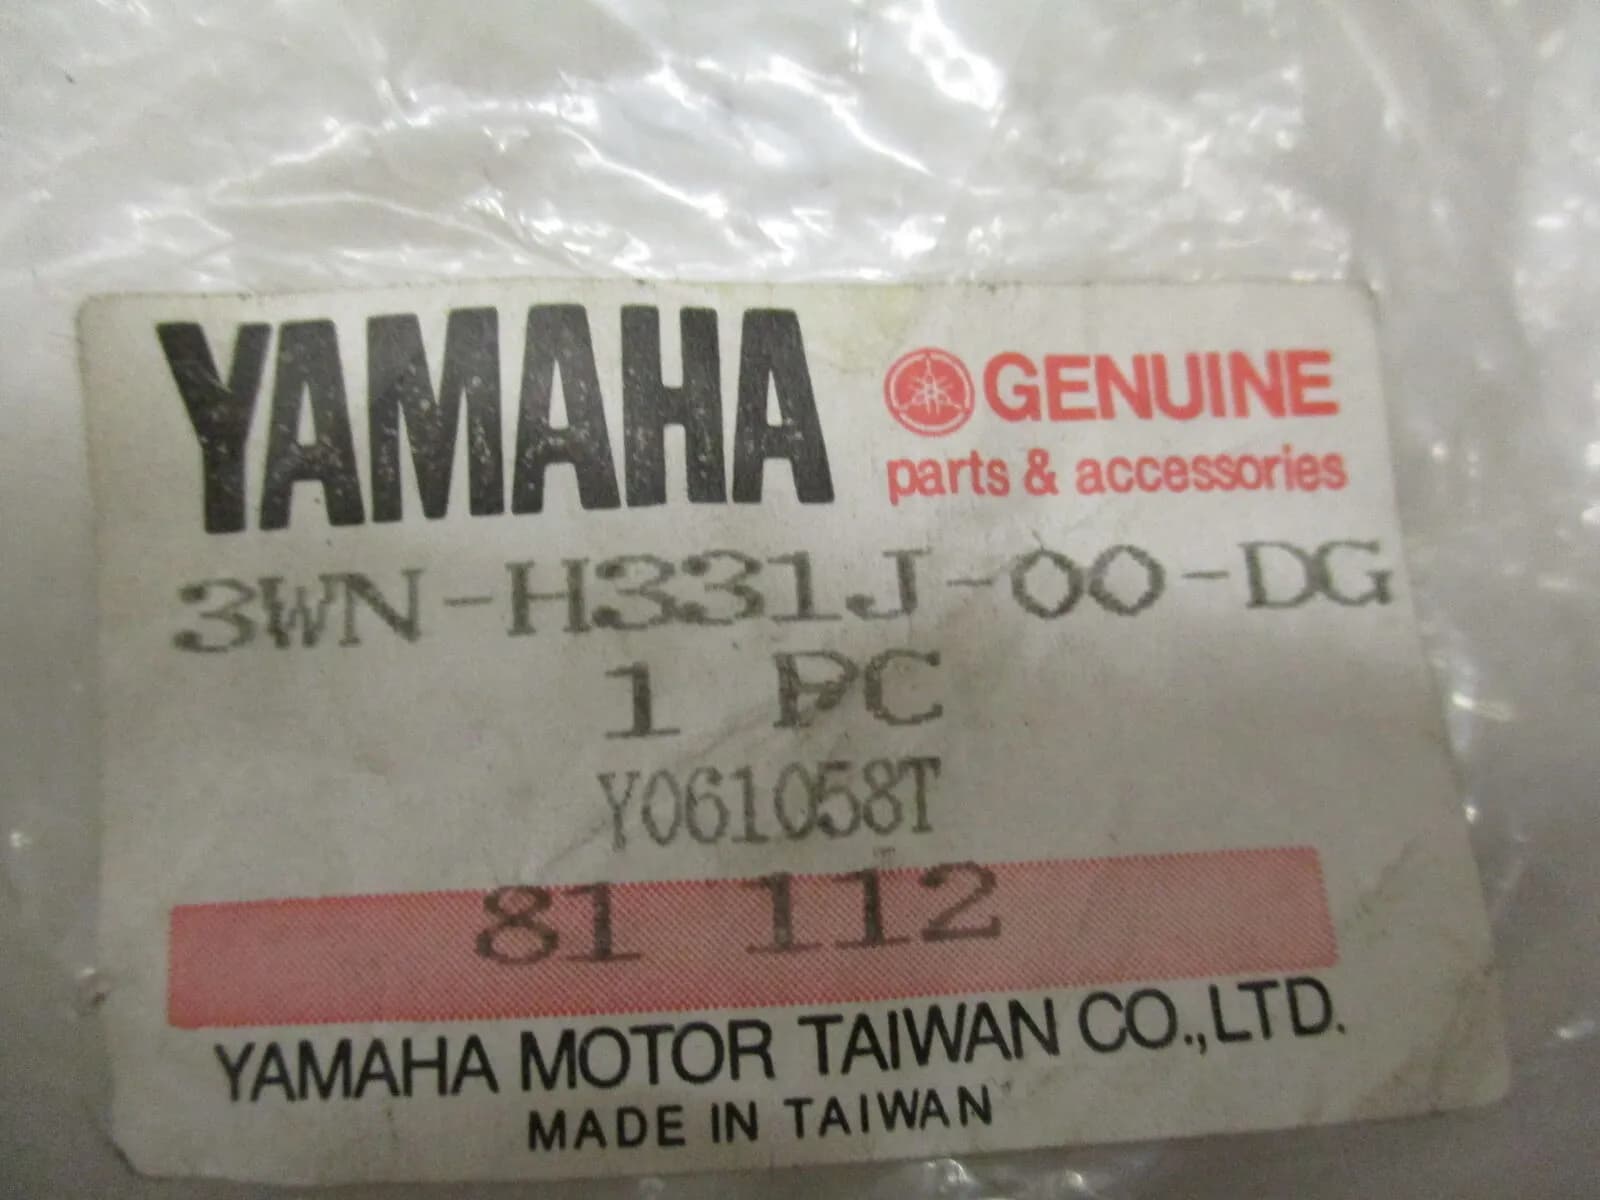 YAMAHA GENUINE
parts & accessories
3WN-H331J-00-DG
1 PC
Y061058T
81 112
YAMAHA MOTOR TAIWAN CO.,LTD.
MADE IN TAIWAN